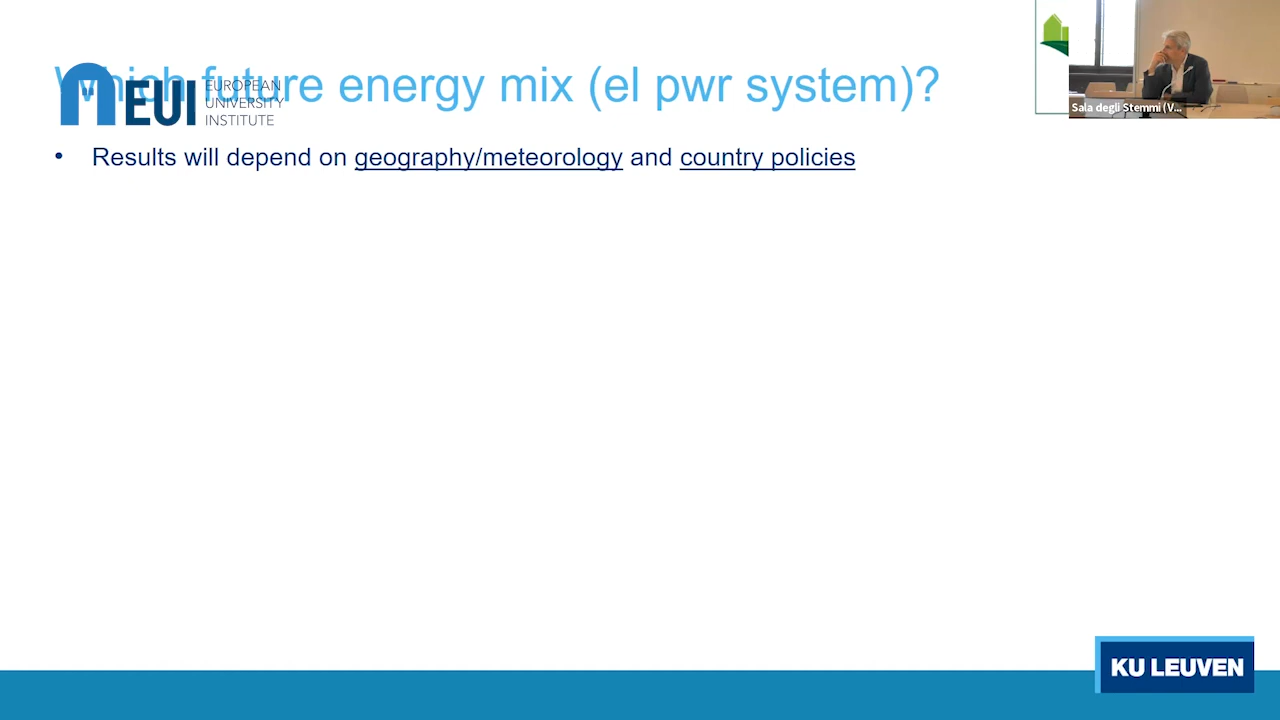 Which future energy mix (el pwr system)?
EUI
EUROPEAN
UNIVERSITY
INSTITUTE
Sala degli Stemmi (V...
• Results will depend on geography/meteorology and country policies
KU LEUVEN